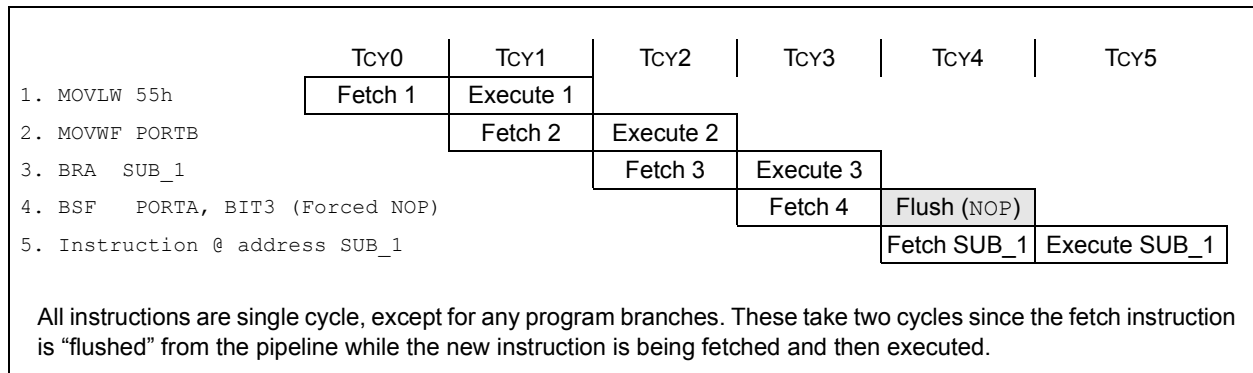 TCY0 TCY1 TCY2 TCY3 TCY4 TCY5
1. MOVLW 55h Fetch 1 Execute 1
2. MOVWF PORTB Fetch 2 Execute 2
3. BRA SUB_1 Fetch 3 Execute 3
4. BSF PORTA, BIT3 (Forced NOP) Fetch 4 Flush (NOP)
5. Instruction @ address SUB_1 Fetch SUB_1 Execute SUB_1
All instructions are single cycle, except for any program branches. These take two cycles since the fetch instruction
is “flushed” from the pipeline while the new instruction is being fetched and then executed.